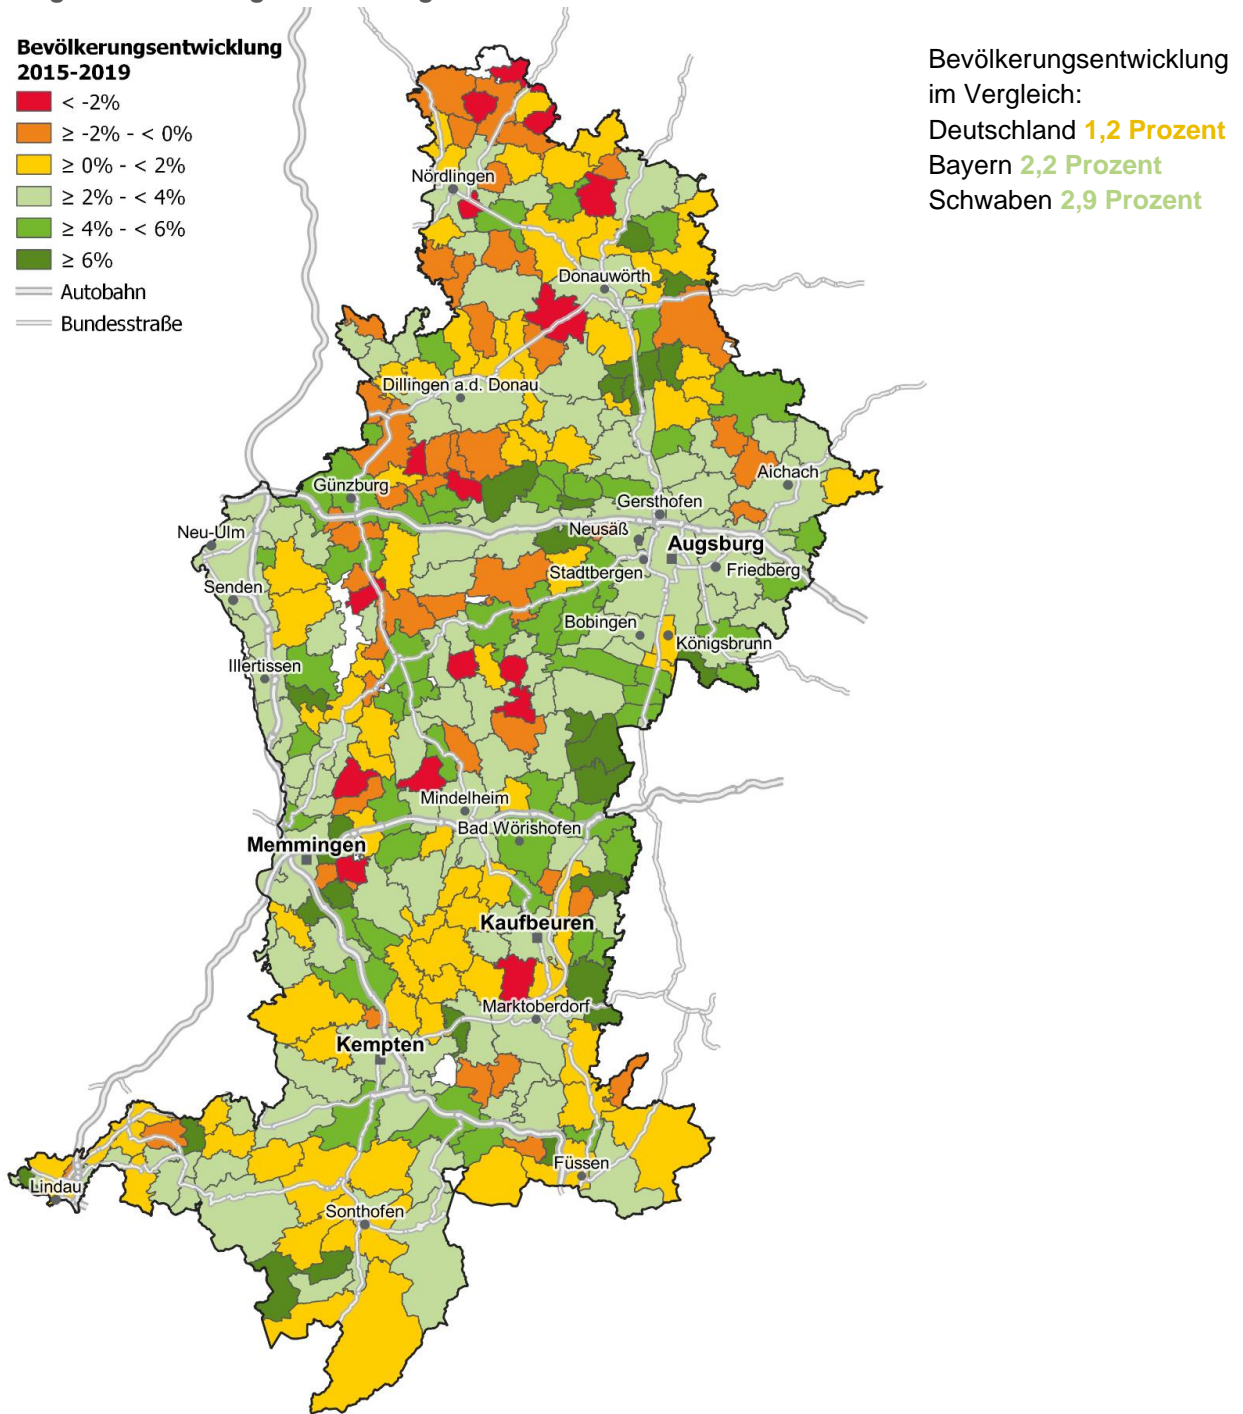 Bevölkerungsentwicklung
2015-2019
< -2%
≥ -2% - < 0%
≥ 0% - < 2%
≥ 2% - < 4%
≥ 4% - < 6%
≥ 6%
Autobahn
Bundesstraße
Bevölkerungsentwicklung
im Vergleich:
Deutschland 1,2 Prozent
Bayern 2,2 Prozent
Schwaben 2,9 Prozent
Nördlingen
Donauwörth
Dillingen a.d. Donau
Aichach
Günzburg
Gersthofen
Neu-Ulm
Neusäß
Augsburg
Stadtbergen
Friedberg
Senden
Bobingen
Königsbrunn
Illertissen
Mindelheim
Bad Wörishofen
Memmingen
Kaufbeuren
Marktoberdorf
Kempten
Füssen
Lindau
Sonthofen